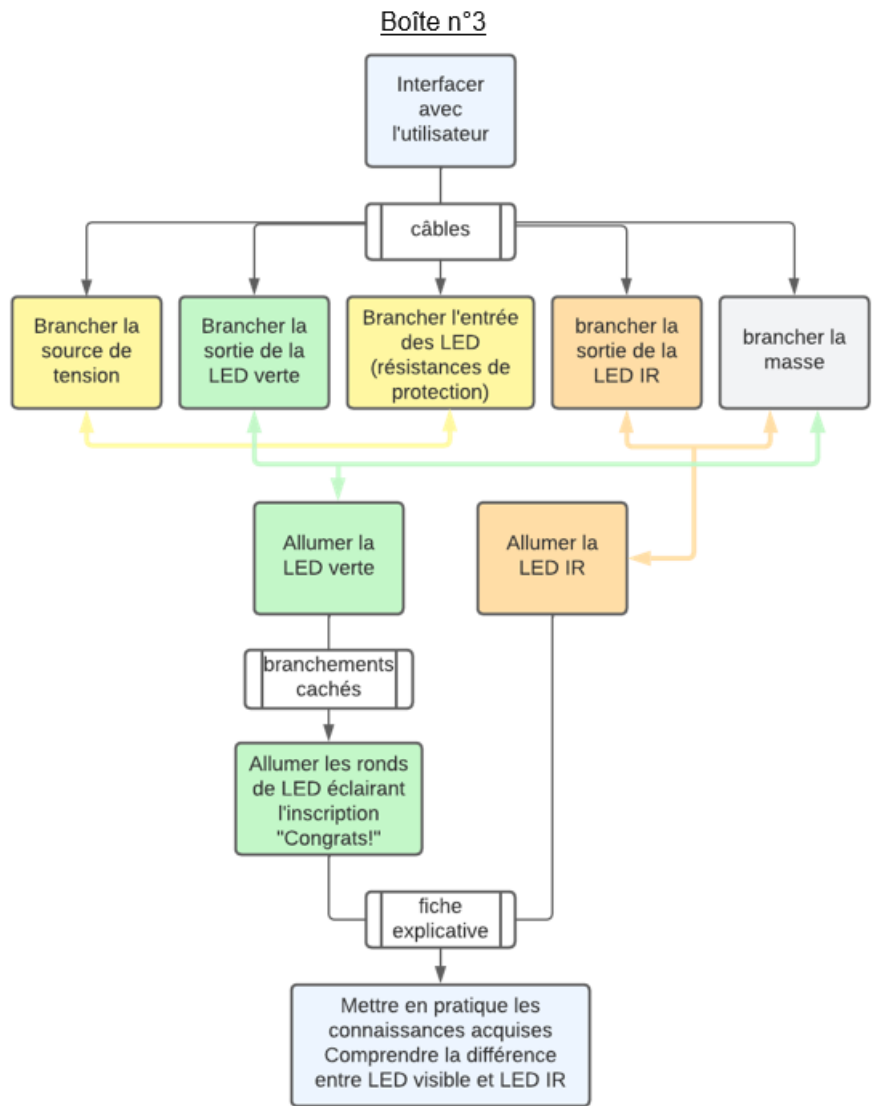 Boîte n°3
Interfacer
avec
l'utilisateur
câbles
Brancher la
source de
tension
Brancher la
sortie de la
LED verte
Brancher l'entrée
des LED
(résistances de
protection)
brancher la
sortie de la
LED IR
brancher la
masse
Allumer la
LED verte
Allumer la
LED IR
branchements
cachés
Allumer les ronds
de LED éclairant
l'inscription
"Congrats!"
fiche
explicative
Mettre en pratique les
connaissances acquises
Comprendre la différence
entre LED visible et LED IR